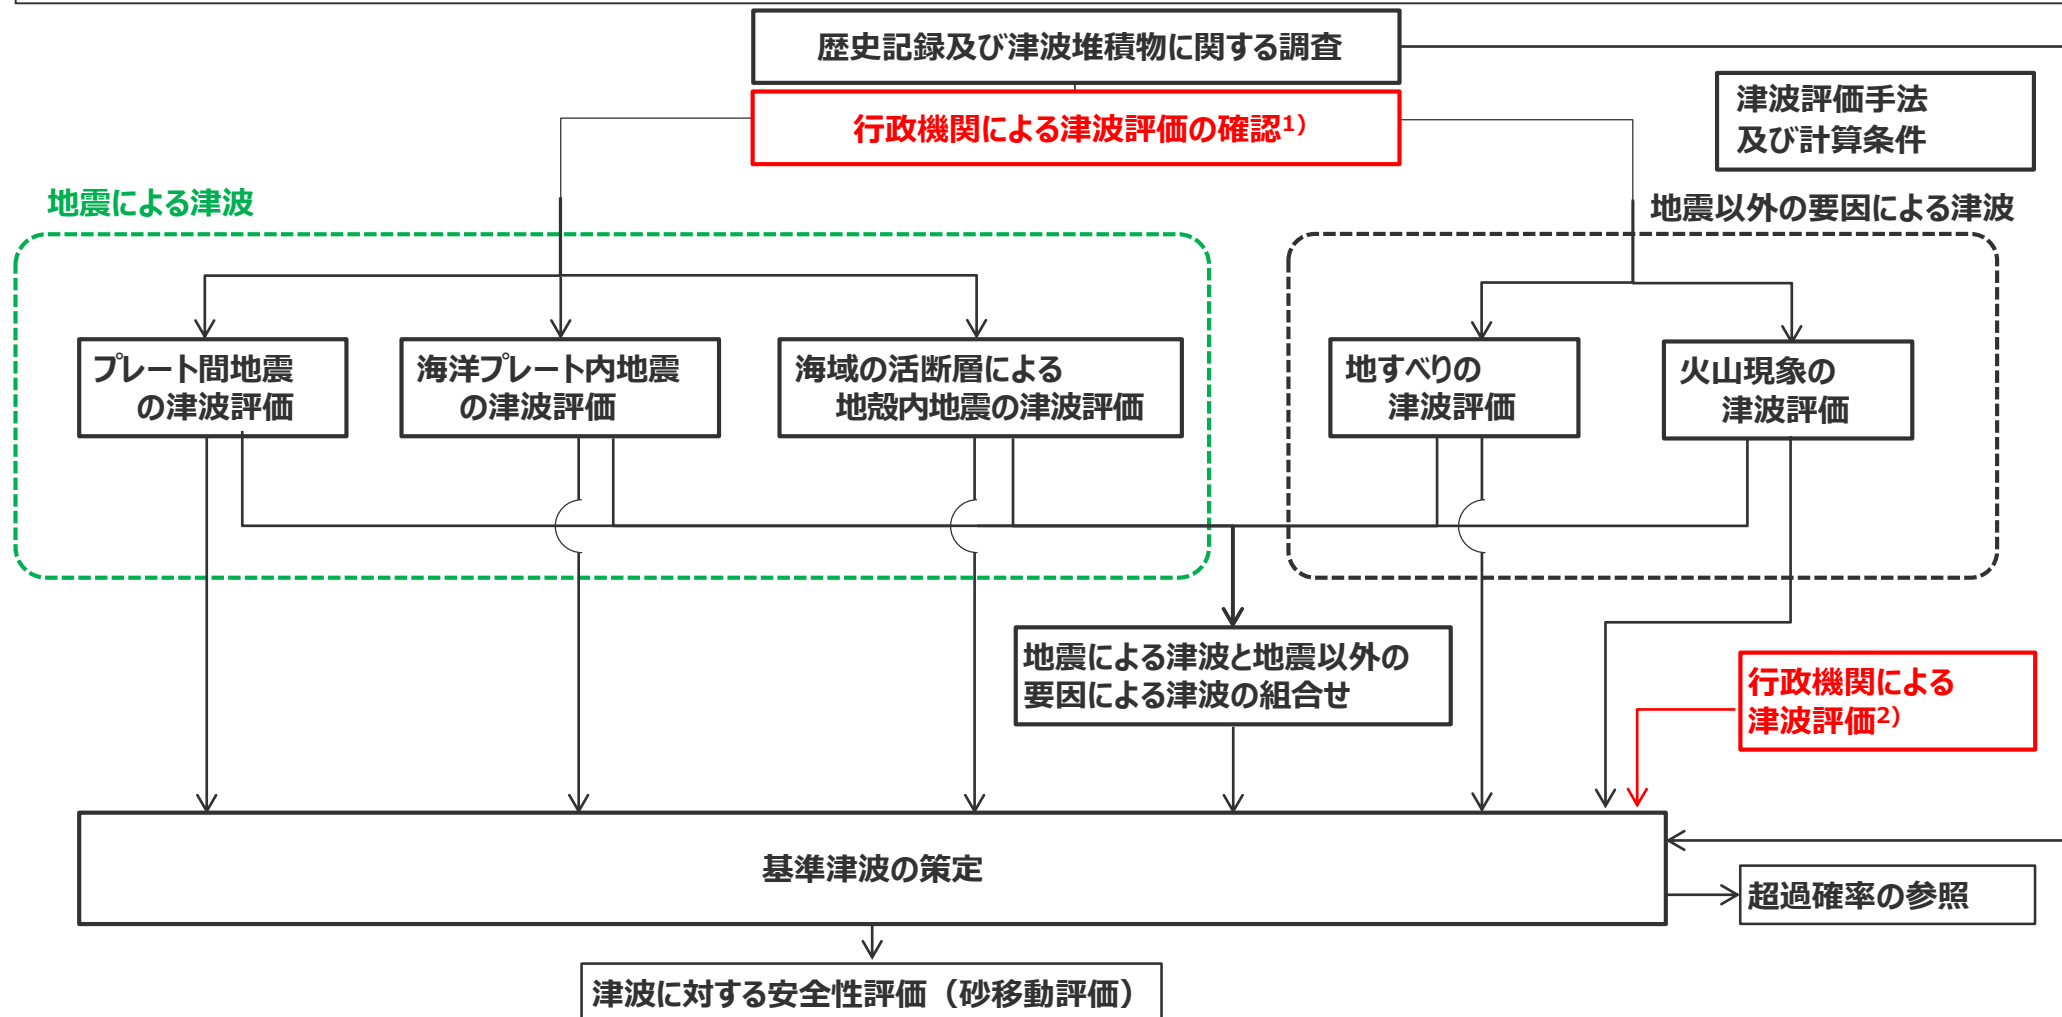 歴史記録及び津波堆積物に関する調査
行政機関による津波評価の確認1)
津波評価手法
及び計算条件
地震による津波
地震以外の要因による津波
プレート間地震
の津波評価
海洋プレート内地震
の津波評価
海域の活断層による
地殻内地震の津波評価
地すべりの
津波評価
火山現象の
津波評価
地震による津波と地震以外の
要因による津波の組合せ
行政機関による
津波評価2)
基準津波の策定
超過確率の参照
津波に対する安全性評価（砂移動評価）